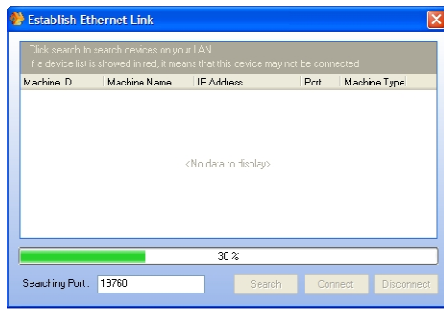 Establish Ethernet Link
Click search to search devices on your LAN
If a device list is showed in red, it means that this device may not be connected
Machine ID Machine Name IP Address Port Machine Type
<No data to display>
30 %
Searching Port: 19760 Search Connect Disconnect